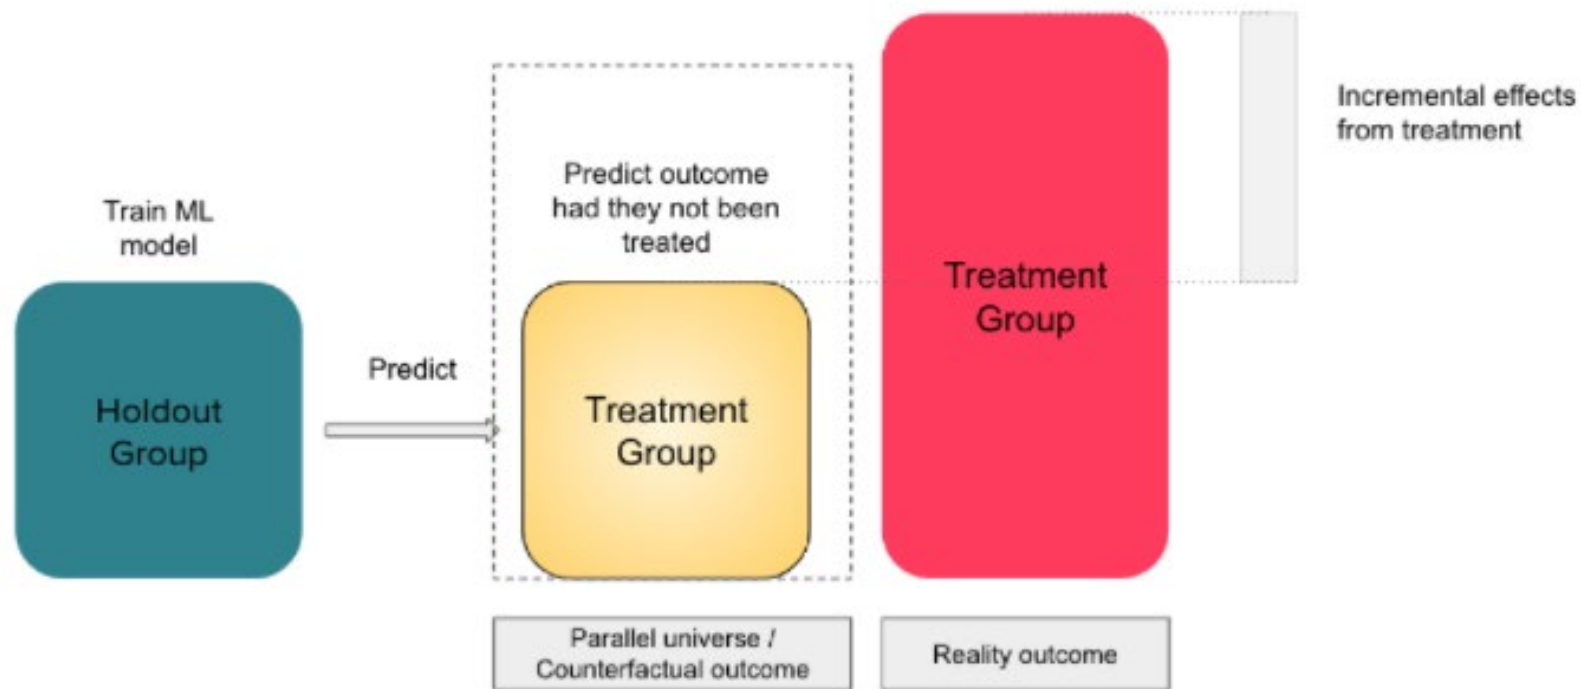 Train ML
model
Holdout
Group
Predict
Predict outcome
had they not been
treated
Treatment
Group
Parallel universe /
Counterfactual outcome
Treatment
Group
Reality outcome
Incremental effects
from treatment